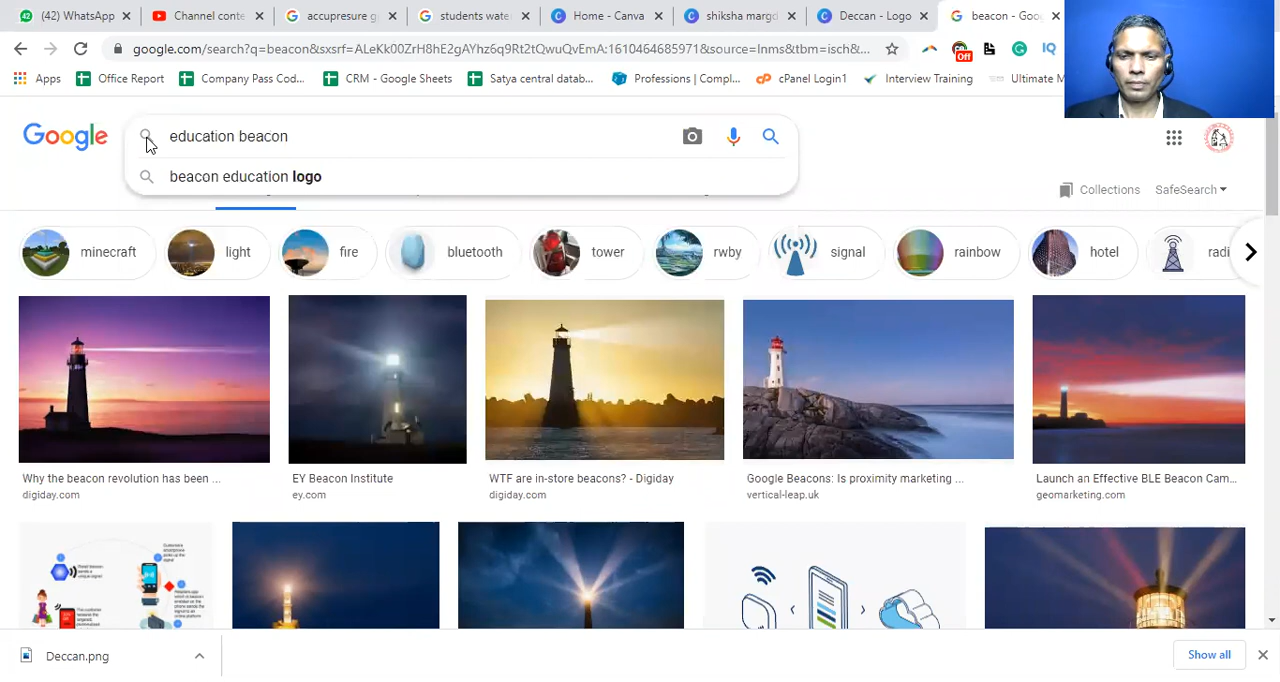 (42) WhatsApp
Channel conte
accupresure g
students wate
Home - Canva
shiksha margd
Deccan - Logo
beacon - Goo
google.com/search?q=beacon&sxsrf=ALeKk00ZrH8hE2gAYhz6q9Rt2tQwuQvEmA:1610464685971&source=lnms&tbm=isch&...
Off
IQ
Apps
Office Report
Company Pass Cod...
CRM - Google Sheets
Satya central datab...
Professions | Compl...
cPanel Login1
Interview Training
Ultimate M
Google
education beacon
beacon education logo
Collections
SafeSearch
minecraft
light
fire
bluetooth
tower
rwby
signal
rainbow
hotel
radi
Why the beacon revolution has been ...
digiday.com
EY Beacon Institute
ey.com
WTF are in-store beacons? - Digiday
digiday.com
Google Beacons: Is proximity marketing ...
vertical-leap.uk
Launch an Effective BLE Beacon Cam...
geomarketing.com
Deccan.png
Show all